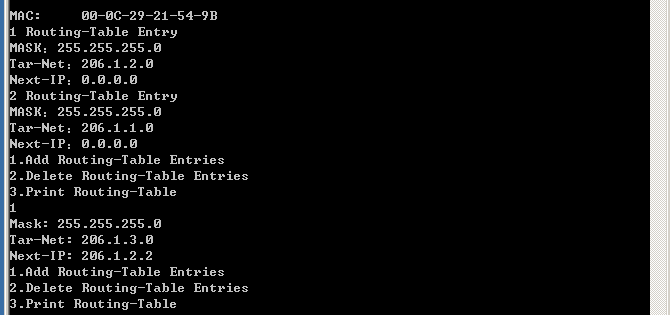 MAC:     00-0C-29-21-54-9B
1 Routing-Table Entry
MASK：255.255.255.0
Tar-Net：206.1.2.0
Next-IP：0.0.0.0
2 Routing-Table Entry
MASK：255.255.255.0
Tar-Net：206.1.1.0
Next-IP：0.0.0.0
1.Add Routing-Table Entries
2.Delete Routing-Table Entries
3.Print Routing-Table
1
Mask: 255.255.255.0
Tar-Net: 206.1.3.0
Next-IP: 206.1.2.2
1.Add Routing-Table Entries
2.Delete Routing-Table Entries
3.Print Routing-Table